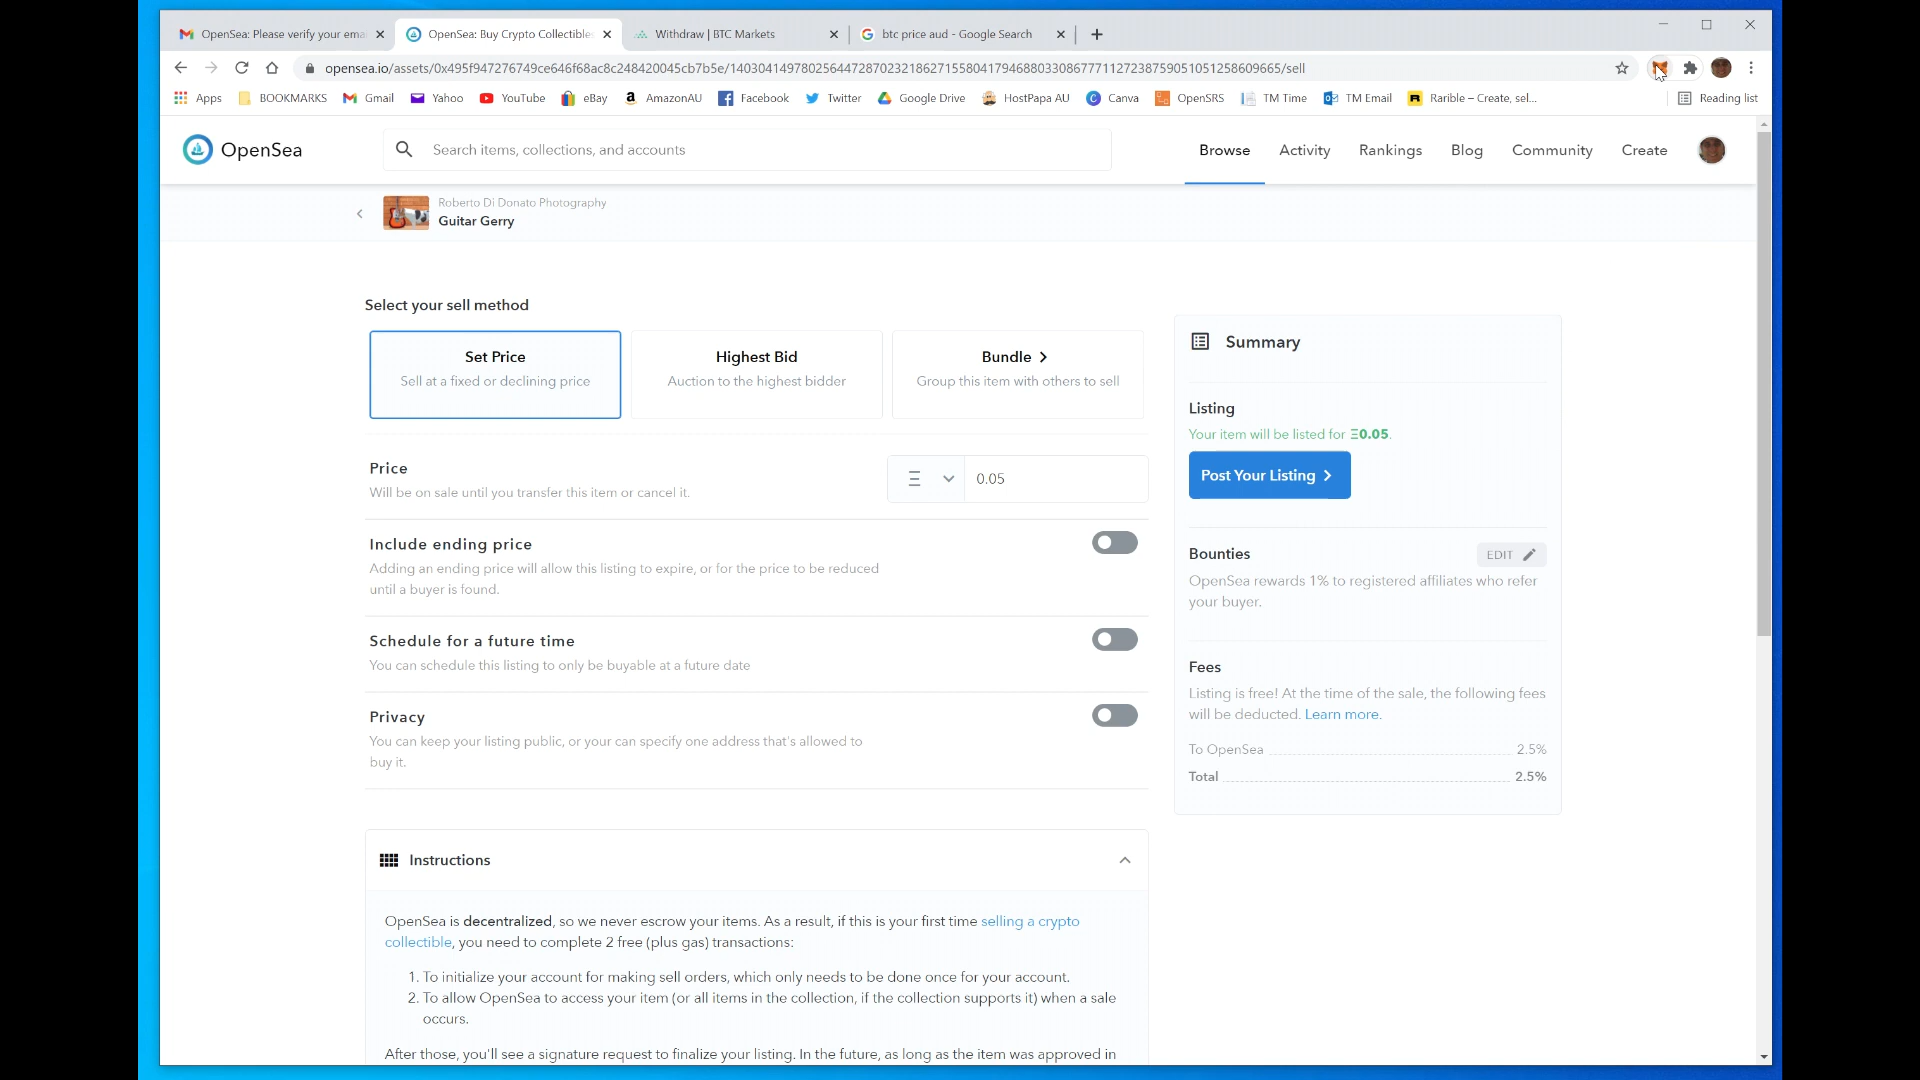 OpenSea: Please verify your ema
OpenSea: Buy Crypto Collectibles
Withdraw | BTC Markets
btc price aud - Google Search
opensea.io/assets/0x495f947276749ce646f68ac8c248420045cb7b5e/14030414978025644728702321862715580417946880330867771127238759051051258609665/sell
Apps
BOOKMARKS
Gmail
Yahoo
YouTube
eBay
AmazonAU
Facebook
Twitter
Google Drive
HostPapa AU
Canva
OpenSRS
TM Time
TM Email
Rarible – Create, sel...
Reading list
OpenSea
Search items, collections, and accounts
Browse
Activity
Rankings
Blog
Community
Create
Roberto Di Donato Photography
Guitar Gerry
Select your sell method
Set Price
Sell at a fixed or declining price
Highest Bid
Auction to the highest bidder
Bundle
Group this item with others to sell
Price
Will be on sale until you transfer this item or cancel it.
Ξ
0.05
Include ending price
Adding an ending price will allow this listing to expire, or for the price to be reduced
until a buyer is found.
Schedule for a future time
You can schedule this listing to only be buyable at a future date
Privacy
You can keep your listing public, or your can specify one address that's allowed to
buy it.
Summary
Listing
Your item will be listed for Ξ0.05.
Post Your Listing
Bounties
EDIT
OpenSea rewards 1% to registered affiliates who refer
your buyer.
Fees
Listing is free! At the time of the sale, the following fees
will be deducted. Learn more.
To OpenSea 2.5%
Total 2.5%
Instructions
OpenSea is decentralized, so we never escrow your items. As a result, if this is your first time selling a crypto
collectible, you need to complete 2 free (plus gas) transactions:
1. To initialize your account for making sell orders, which only needs to be done once for your account.
2. To allow OpenSea to access your item (or all items in the collection, if the collection supports it) when a sale
occurs.
After those, you'll see a signature request to finalize your listing. In the future, as long as the item was approved in